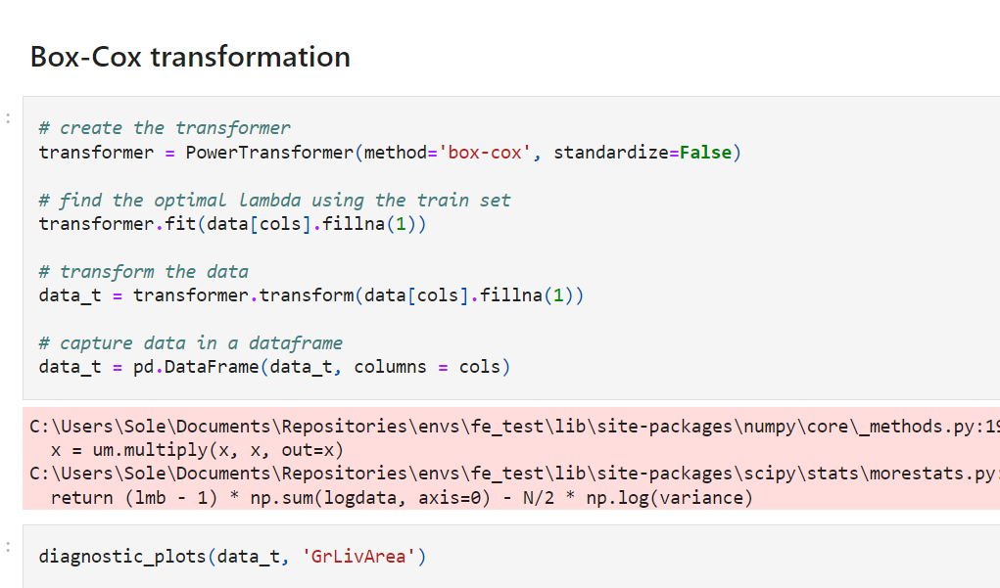 Box-Cox transformation
# create the transformer
transformer = PowerTransformer(method='box-cox', standardize=False)
# find the optimal lambda using the train set
transformer.fit(data[cols].fillna(1))
# transform the data
data_t = transformer.transform(data[cols].fillna(1))
# capture data in a dataframe
data_t = pd.DataFrame(data_t, columns = cols)
C:\Users\Sole\Documents\Repositories\envs\fe_test\lib\site-packages\numpy\core\_methods.py:19
x = um.multiply(x, x, out=x)
C:\Users\Sole\Documents\Repositories\envs\fe_test\lib\site-packages\scipy\stats\morestats.py:
return (lmb - 1) * np.sum(logdata, axis=0) - N/2 * np.log(variance)
diagnostic_plots(data_t, 'GrLivArea')